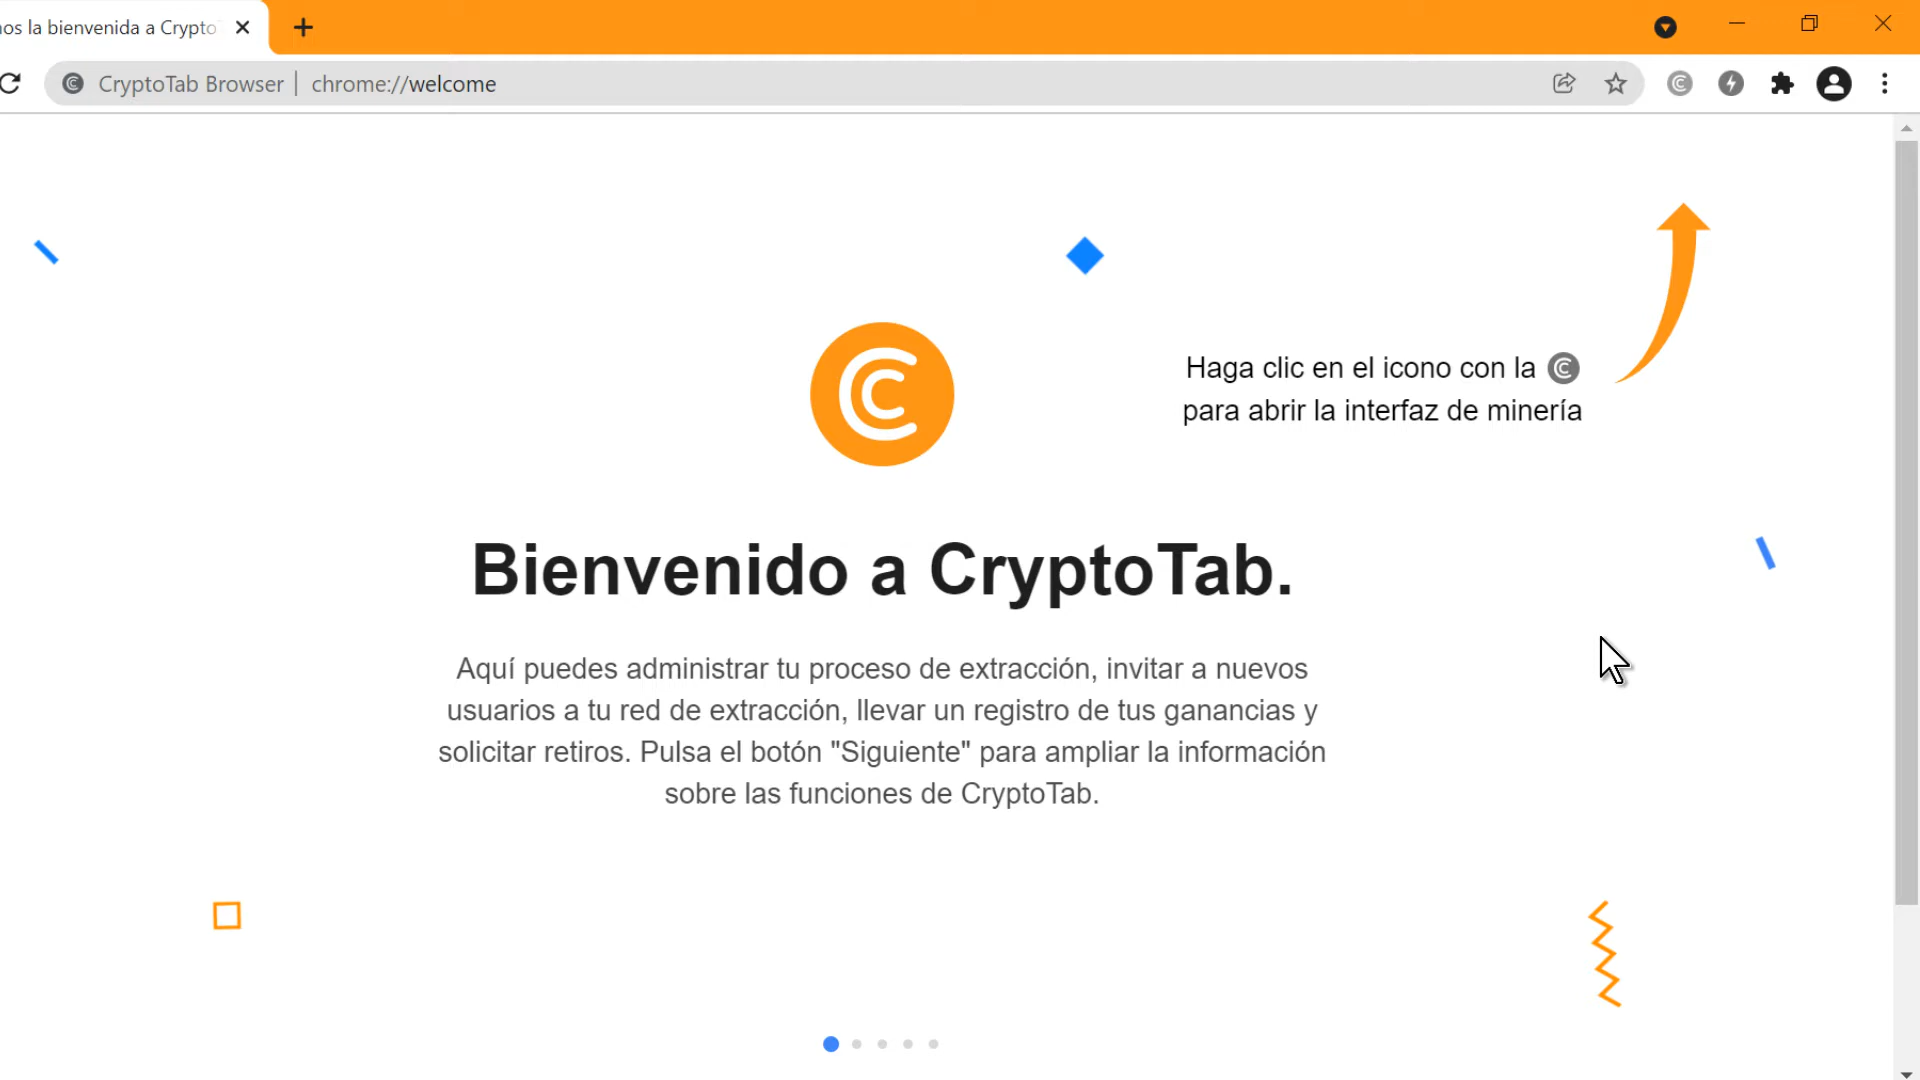 nos la bienvenida a Crypto
CryptoTab Browser | chrome://welcome
Haga clic en el icono con la
para abrir la interfaz de minería
Bienvenido a CryptoTab.
Aquí puedes administrar tu proceso de extracción, invitar a nuevos
usuarios a tu red de extracción, llevar un registro de tus ganancias y
solicitar retiros. Pulsa el botón "Siguiente" para ampliar la información
sobre las funciones de CryptoTab.